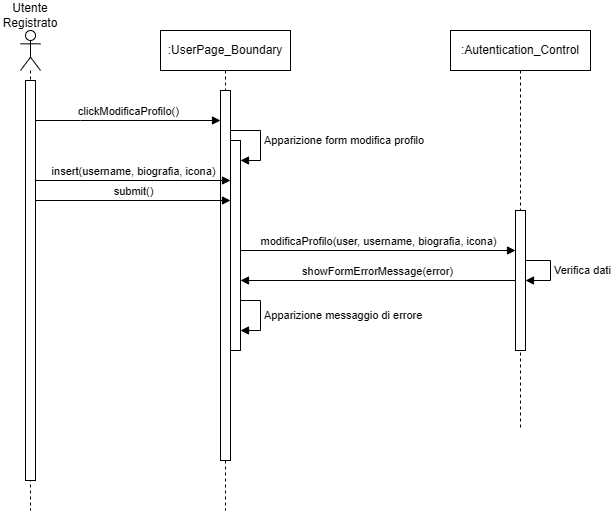 Utente
Registrato
:UserPage_Boundary
:Autentication_Control
clickModificaProfilo()
Apparizione form modifica profilo
insert(username, biografia, icona)
submit()
modificaProfilo(user, username, biografia, icona)
showFormErrorMessage(error)
Verifica dati
Apparizione messaggio di errore